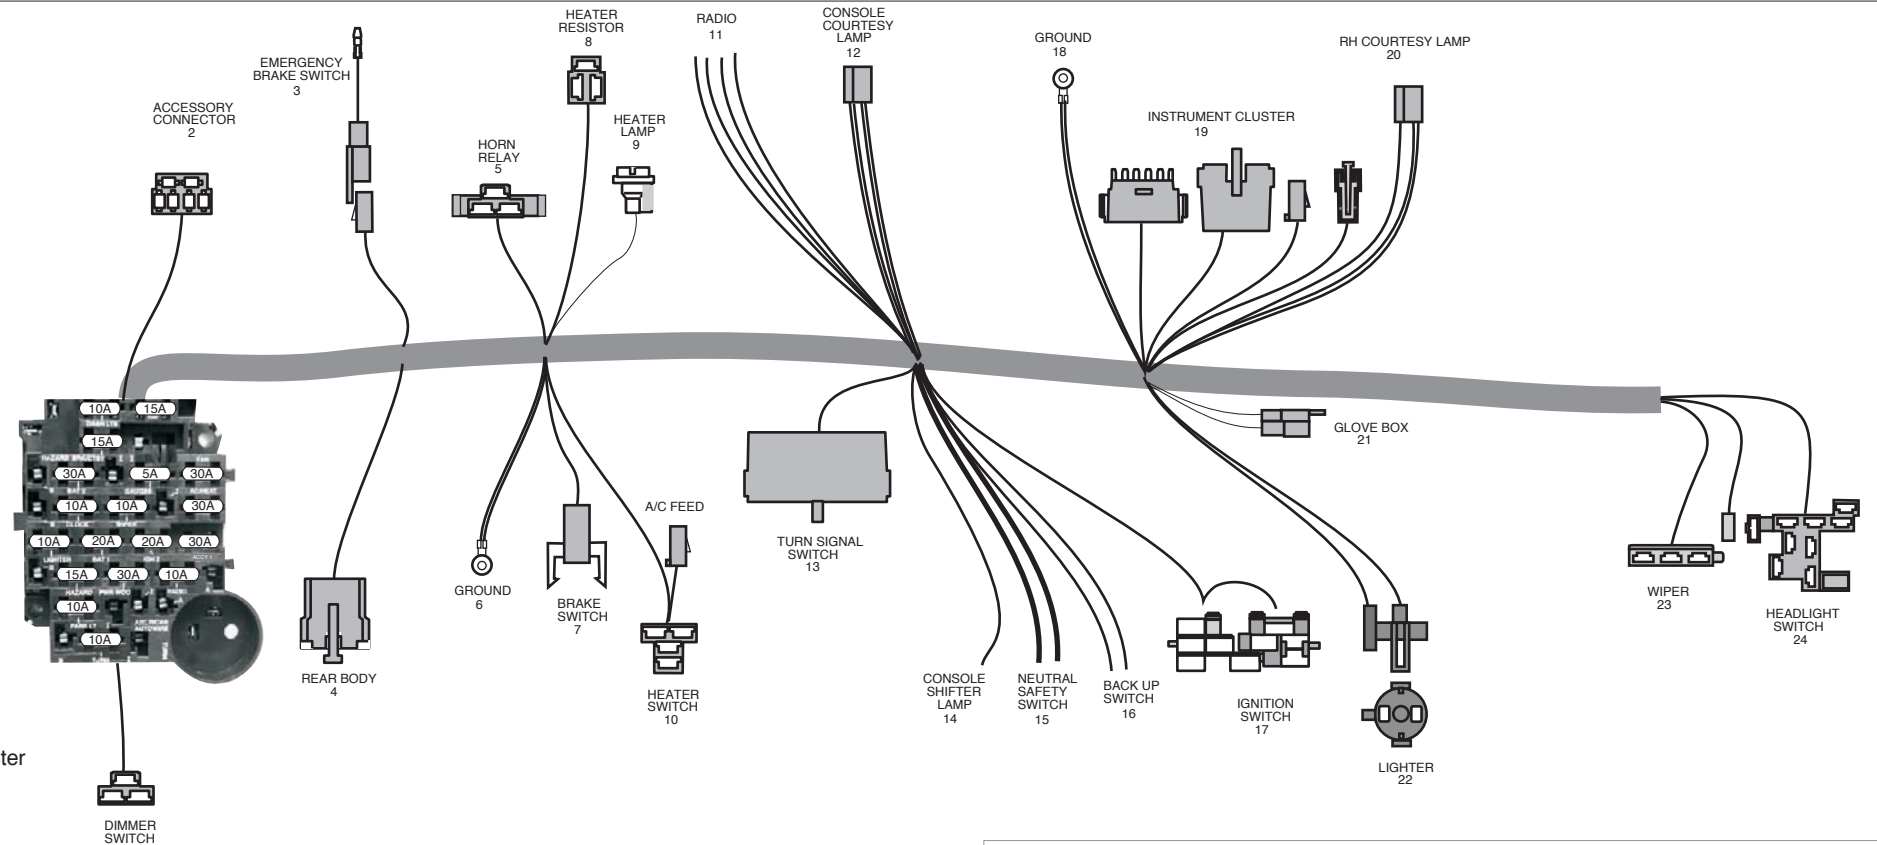 ACCESSORY
CONNECTOR
2
EMERGENCY
BRAKE SWITCH
3
HORN
RELAY
5
HEATER
RESISTOR
8
HEATER
LAMP
9
RADIO
11
CONSOLE
COURTESY
LAMP
12
GROUND
18
INSTRUMENT CLUSTER
19
RH COURTESY LAMP
20
10A
15A
15A
30A
5A
30A
10A
10A
30A
10A
20A
20A
30A
15A
30A
10A
10A
10A
REAR BODY
4
GROUND
6
BRAKE
SWITCH
7
A/C FEED
HEATER
SWITCH
10
TURN SIGNAL
SWITCH
13
CONSOLE
SHIFTER
LAMP
14
NEUTRAL
SAFETY
SWITCH
15
BACK UP
SWITCH
16
IGNITION
SWITCH
17
GLOVE BOX
21
LIGHTER
22
WIPER
23
HEADLIGHT
SWITCH
24
ter
DIMMER
SWITCH